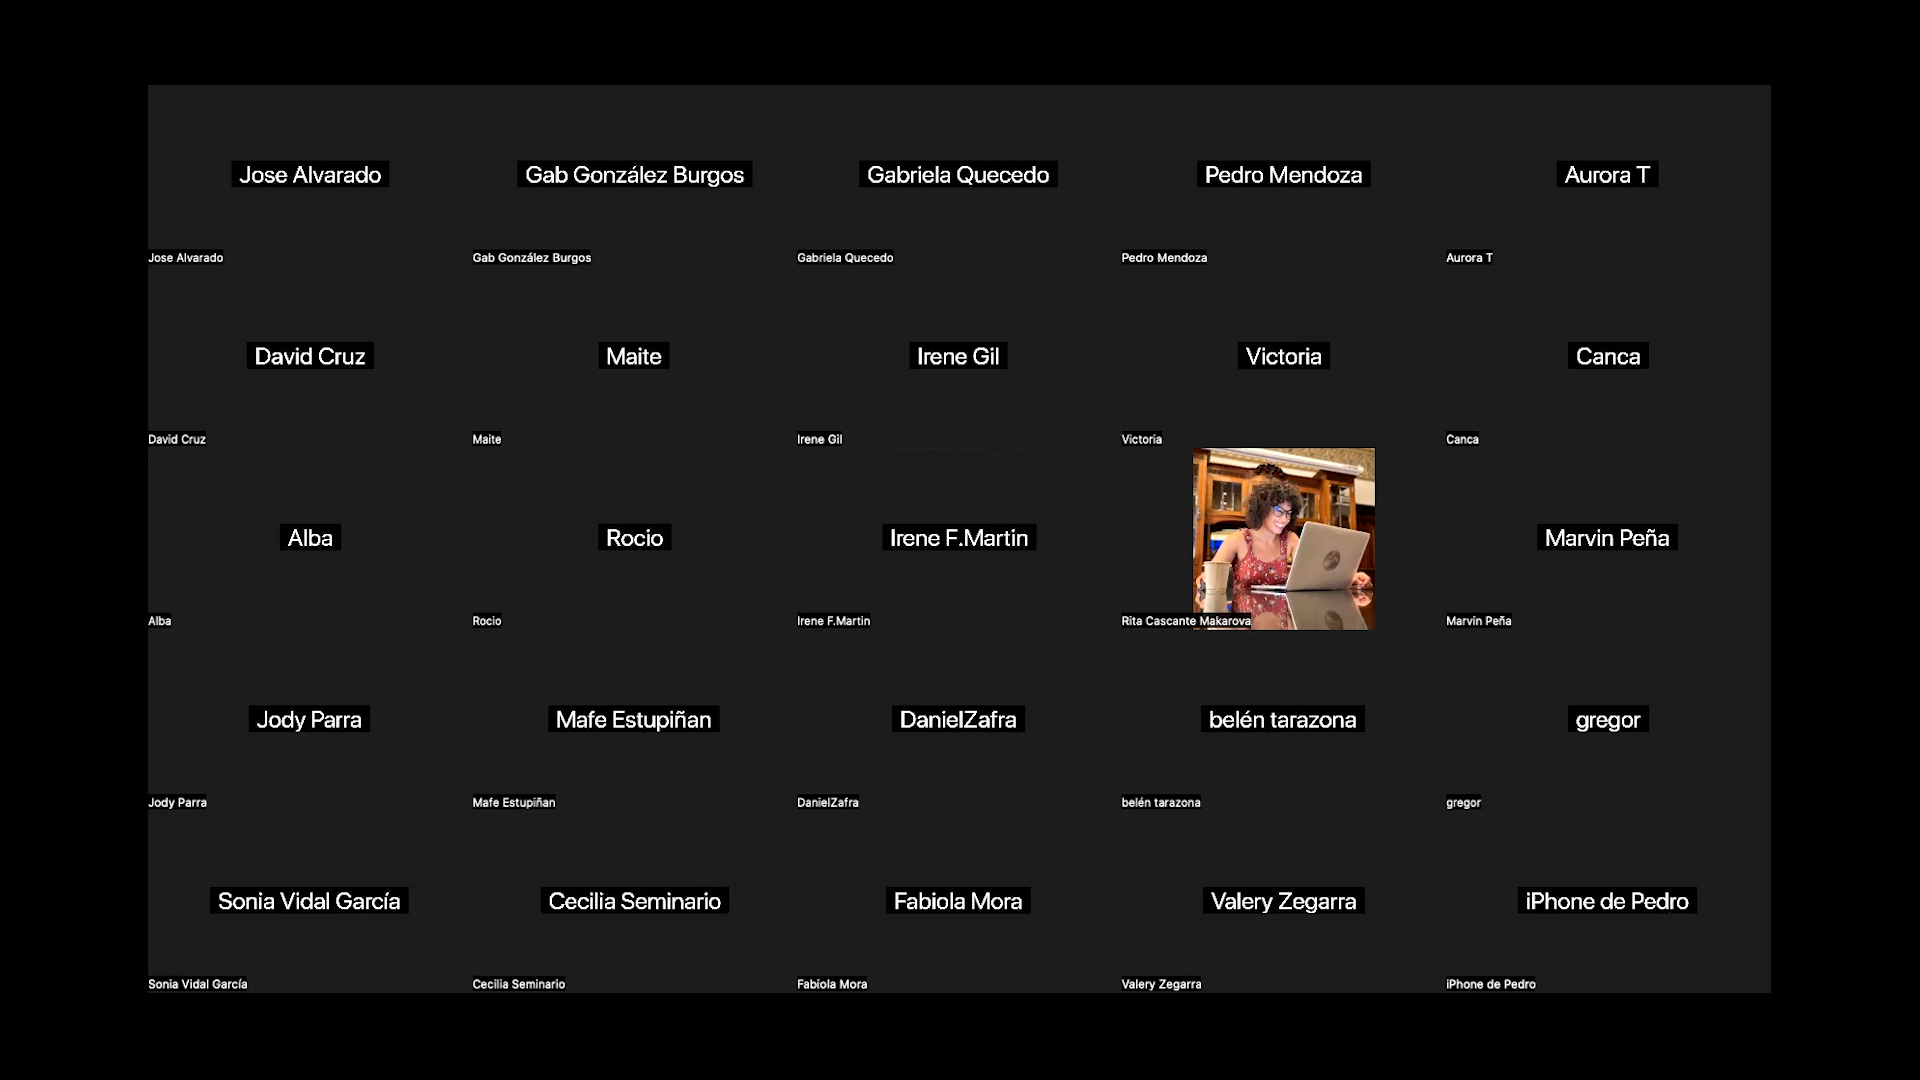 Jose Alvarado
Gab González Burgos
Gabriela Quecedo
Pedro Mendoza
Aurora T
Jose Alvarado
Gab González Burgos
Gabriela Quecedo
Pedro Mendoza
Aurora T
David Cruz
Maite
Irene Gil
Victoria
Canca
David Cruz
Maite
Irene Gil
Victoria
Canca
Alba
Rocio
Irene F.Martin
Marvin Peña
Alba
Rocio
Irene F.Martin
Rita Cascante Makarova
Marvin Peña
Jody Parra
Mafe Estupiñan
DanielZafra
belén tarazona
gregor
Jody Parra
Mafe Estupiñan
DanielZafra
belén tarazona
gregor
Sonia Vidal García
Cecilia Seminario
Fabiola Mora
Valery Zegarra
iPhone de Pedro
Sonia Vidal García
Cecilia Seminario
Fabiola Mora
Valery Zegarra
iPhone de Pedro